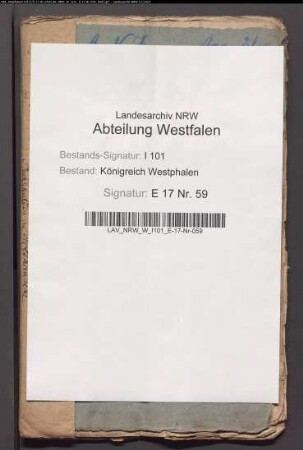 Landesarchiv NRW
Abteilung Westfalen
Bestands-Signatur: I 101
Bestand: Königreich Westphalen
Signatur: E 17 Nr. 59
LAV_NRW_W_I101_E-17-Nr-059